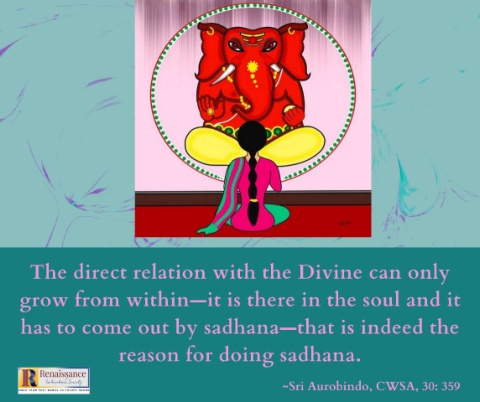 The direct relation with the Divine can only
grow from within—it is there in the soul and it
has to come out by sadhana—that is indeed the
reason for doing sadhana.
Renaissance
~Sri Aurobindo, CWSA, 30: 359